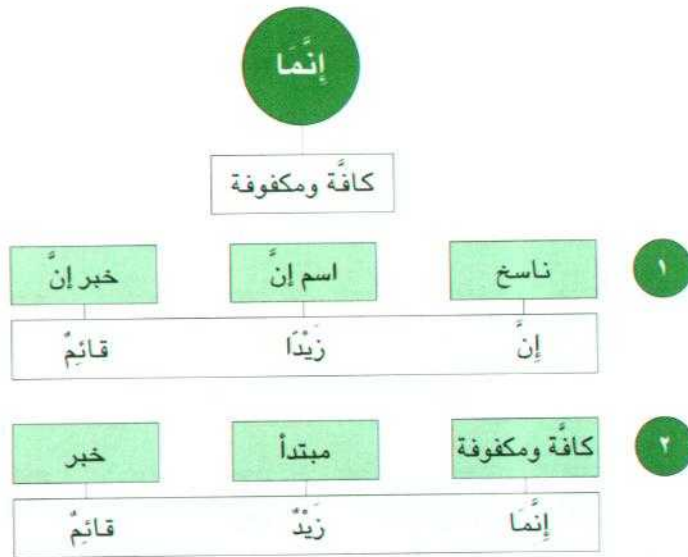 إِنَّمَا
كافَّة ومكفوفة
١ ناسخ اسم إنَّ خبر إنَّ
إِنَّ زَيْدًا قائِمٌ
٢ كافَّة ومكفوفة مبتدأ خبر
إِنَّمَا زَيْدٌ قائِمٌ